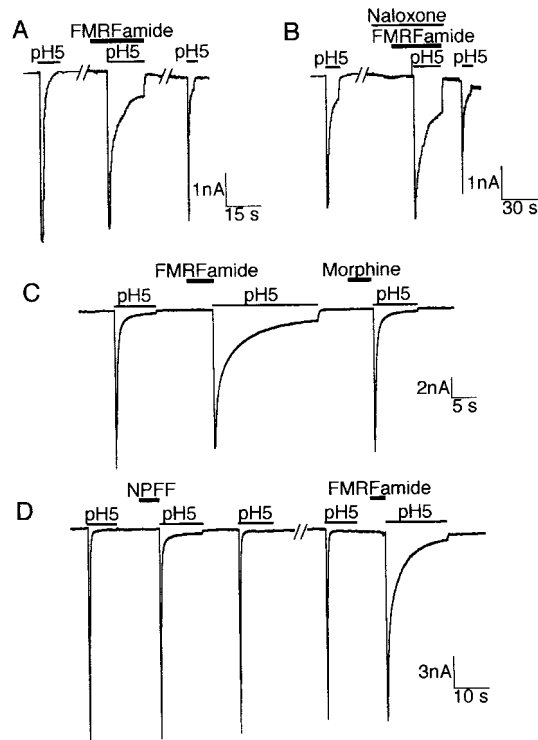 A
FMRFamide
pH5 pH5 pH5
1nA
15 s
B
Naloxone
FMRFamide
pH5 pH5 pH5
1nA
30 s
C
FMRFamide Morphine
pH5 pH5 pH5
2nA
5 s
D
NPFF FMRFamide
pH5 pH5 pH5 pH5 pH5
3nA
10 s